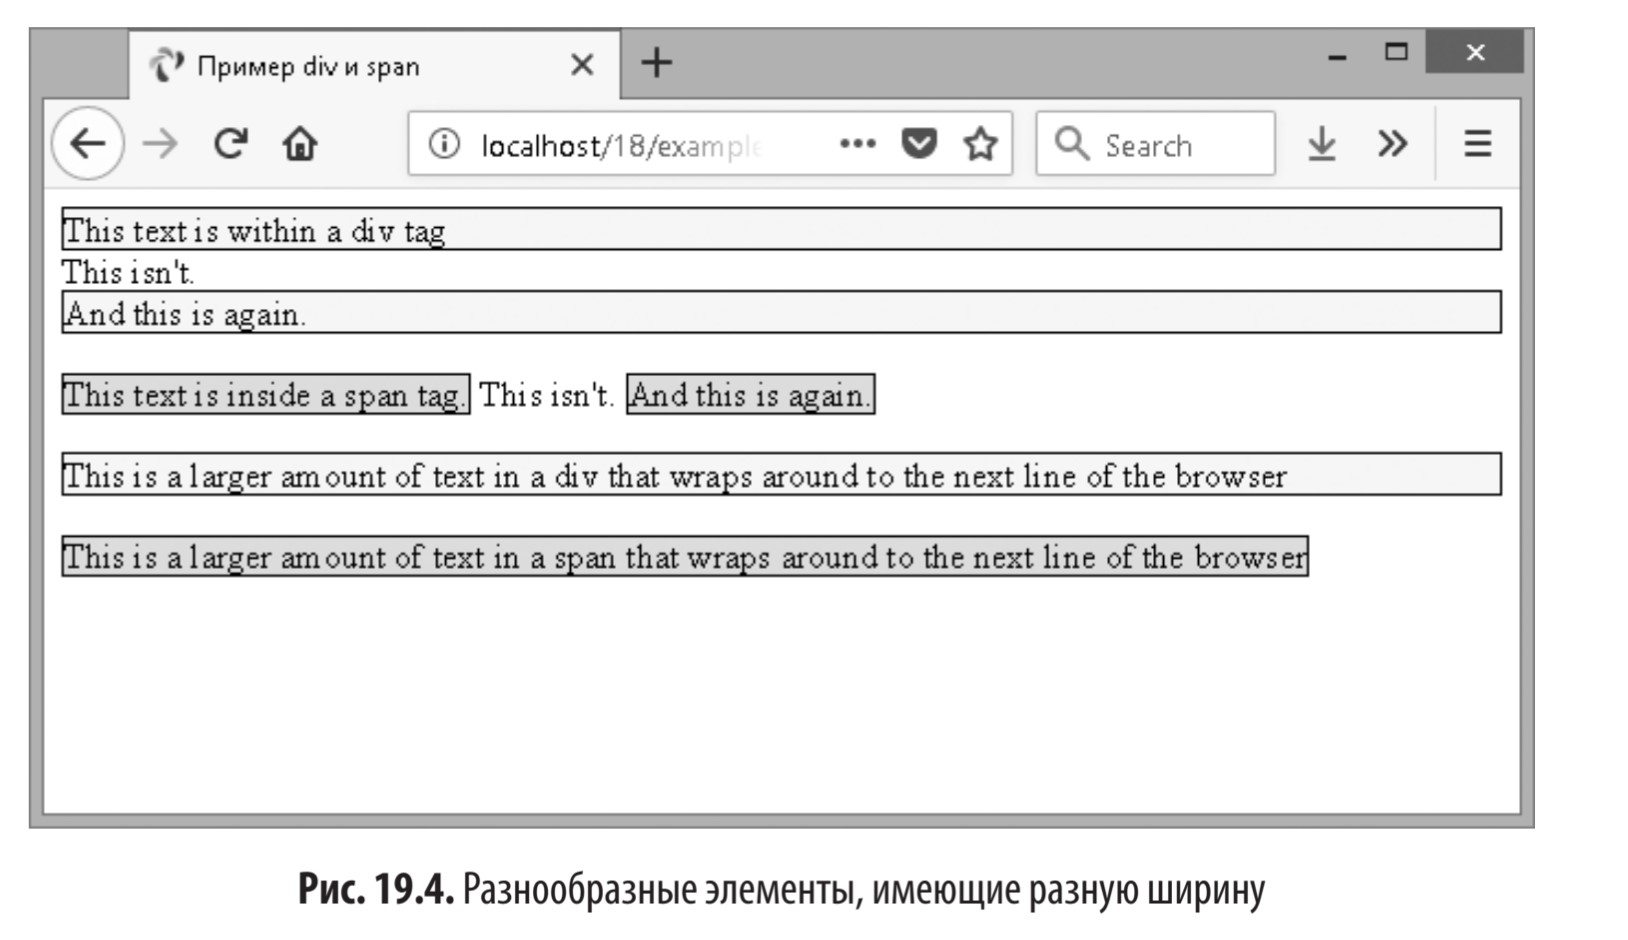 Пример div и span
localhost/18/example
Search
This text is within a div tag
This isn't.
And this is again.
This text is inside a span tag. This isn't. And this is again.
This is a larger amount of text in a div that wraps around to the next line of the browser
This is a larger amount of text in a span that wraps around to the next line of the browser
Рис. 19.4. Разнообразные элементы, имеющие разную ширину